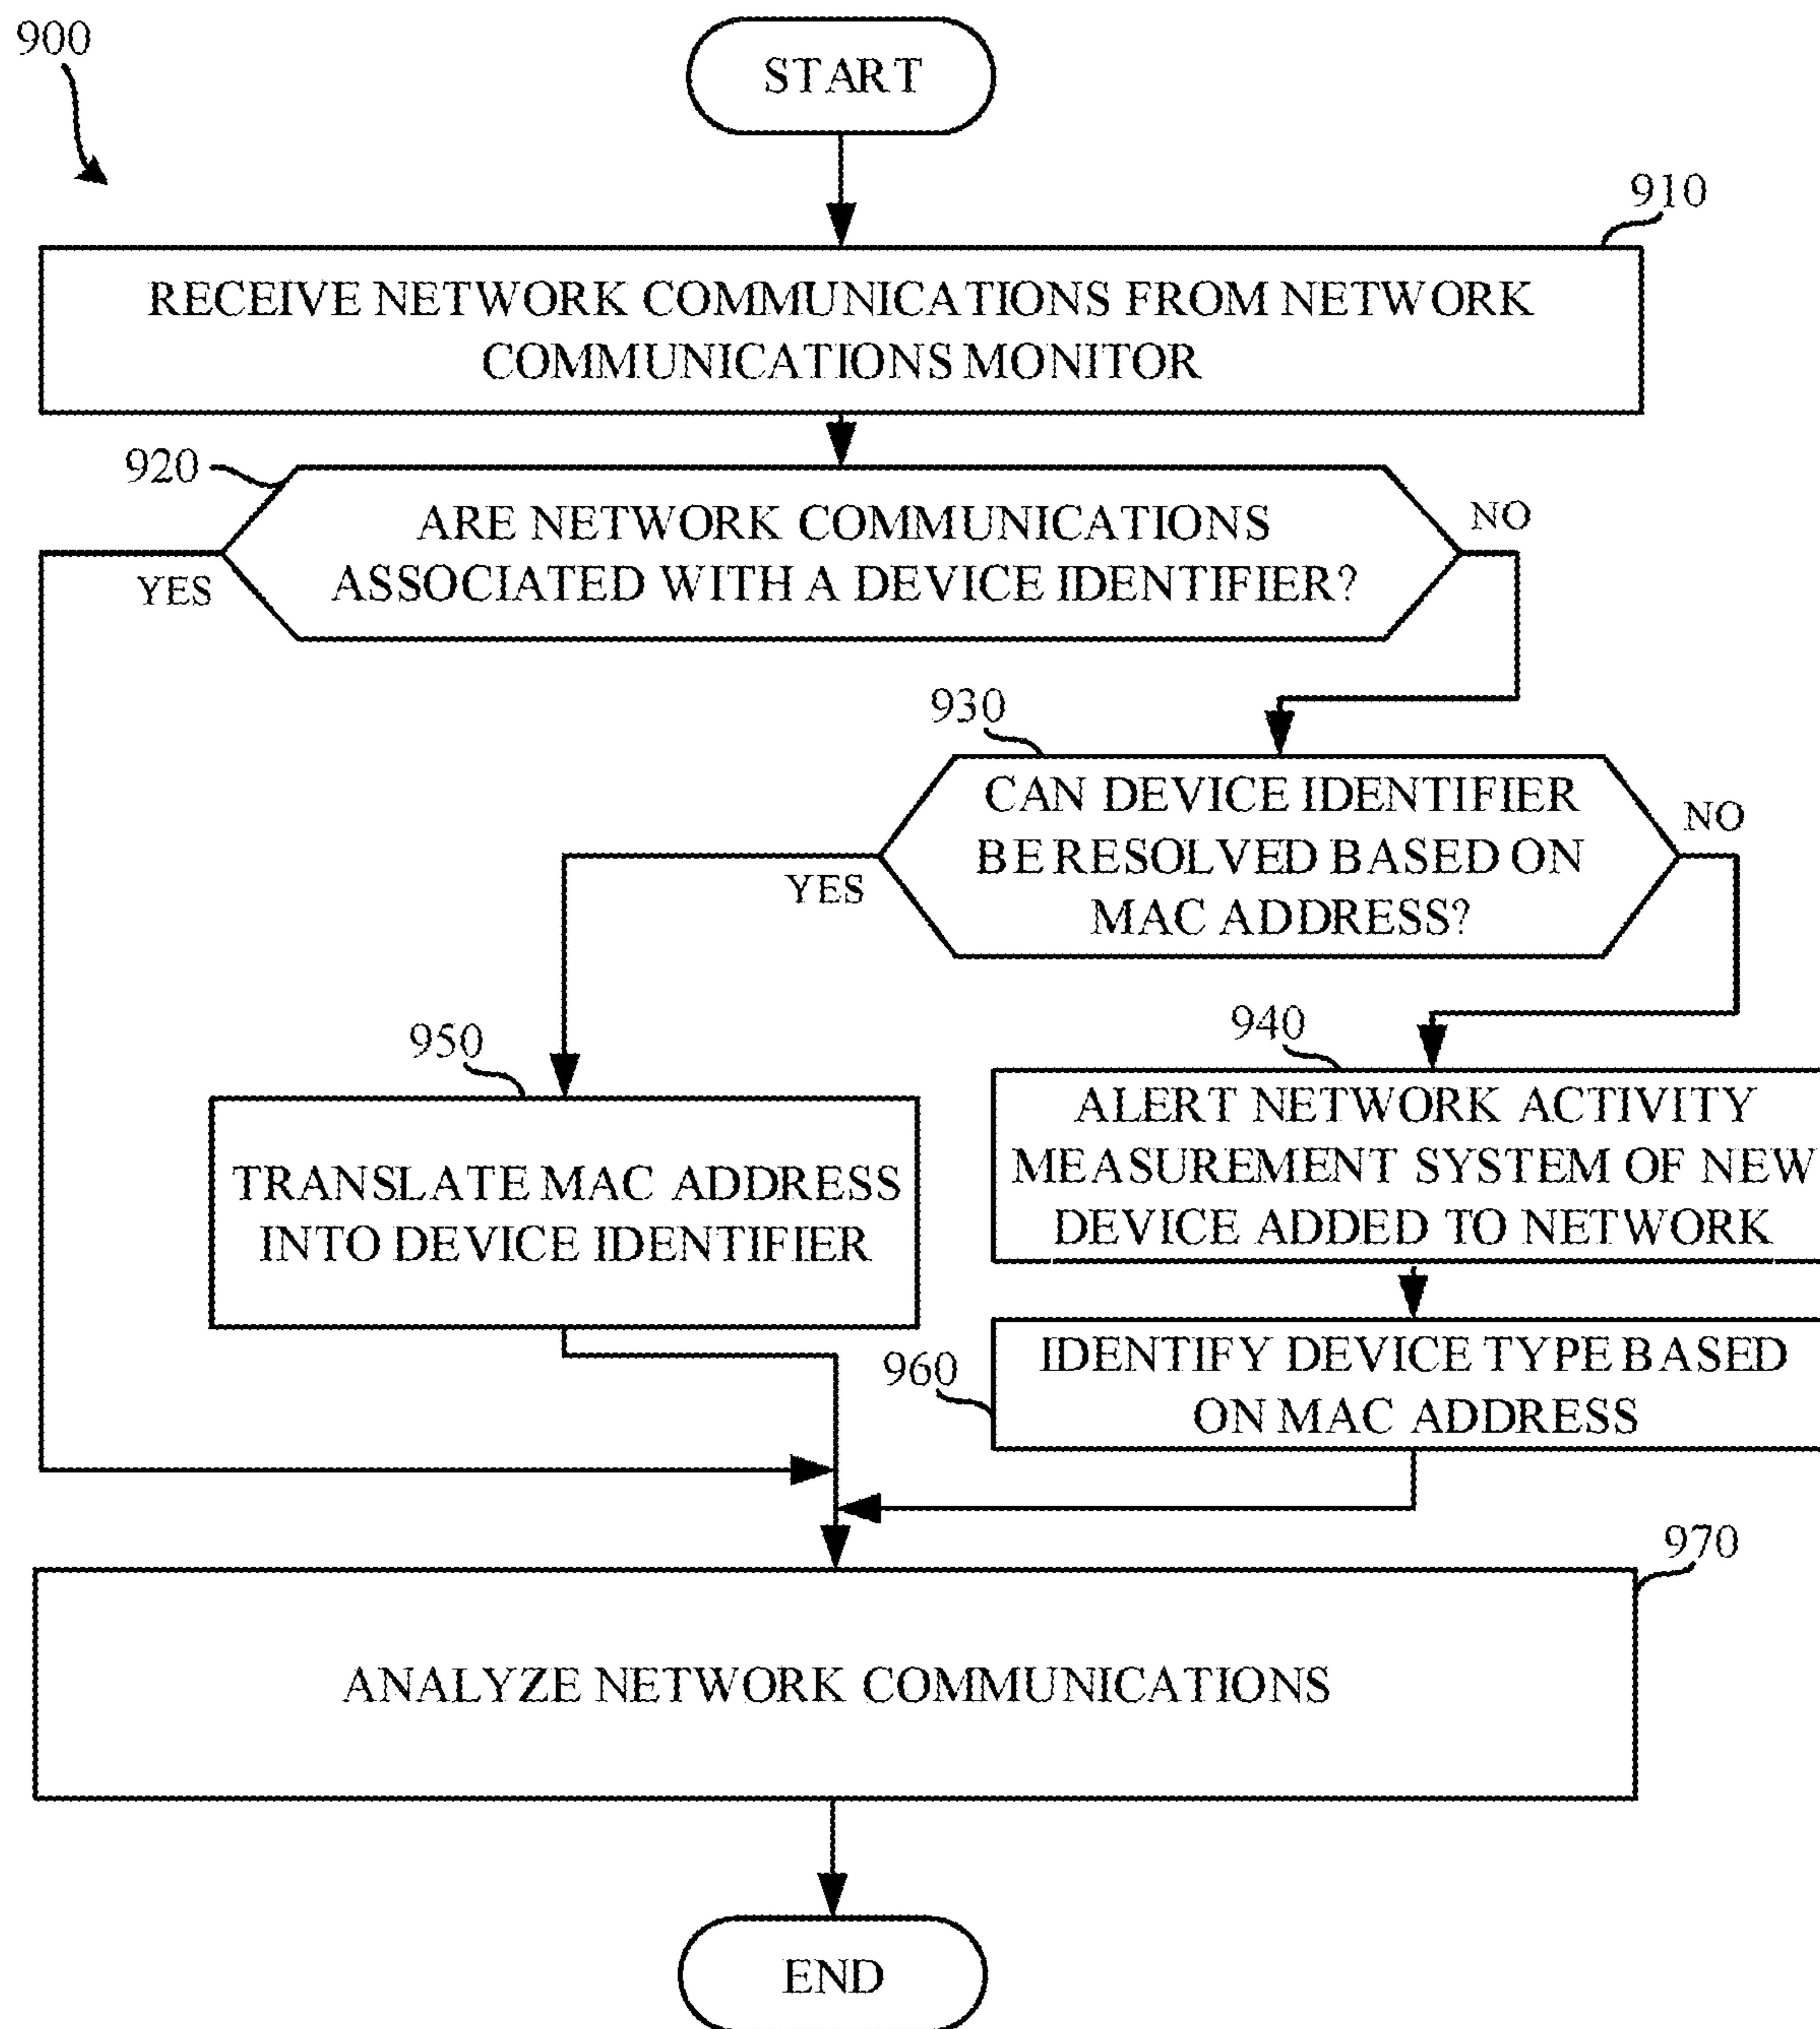 900
START
910
RECEIVE NETWORK COMMUNICATIONS FROM NETWORK
COMMUNICATIONS MONITOR
920
ARE NETWORK COMMUNICATIONS
ASSOCIATED WITH A DEVICE IDENTIFIER?
NO
YES
930
CAN DEVICE IDENTIFIER
BE RESOLVED BASED ON
MAC ADDRESS?
NO
YES
940
ALERT NETWORK ACTIVITY
MEASUREMENT SYSTEM OF NEW
DEVICE ADDED TO NETWORK
950
TRANSLATE MAC ADDRESS
INTO DEVICE IDENTIFIER
960
IDENTIFY DEVICE TYPE BASED
ON MAC ADDRESS
970
ANALYZE NETWORK COMMUNICATIONS
END